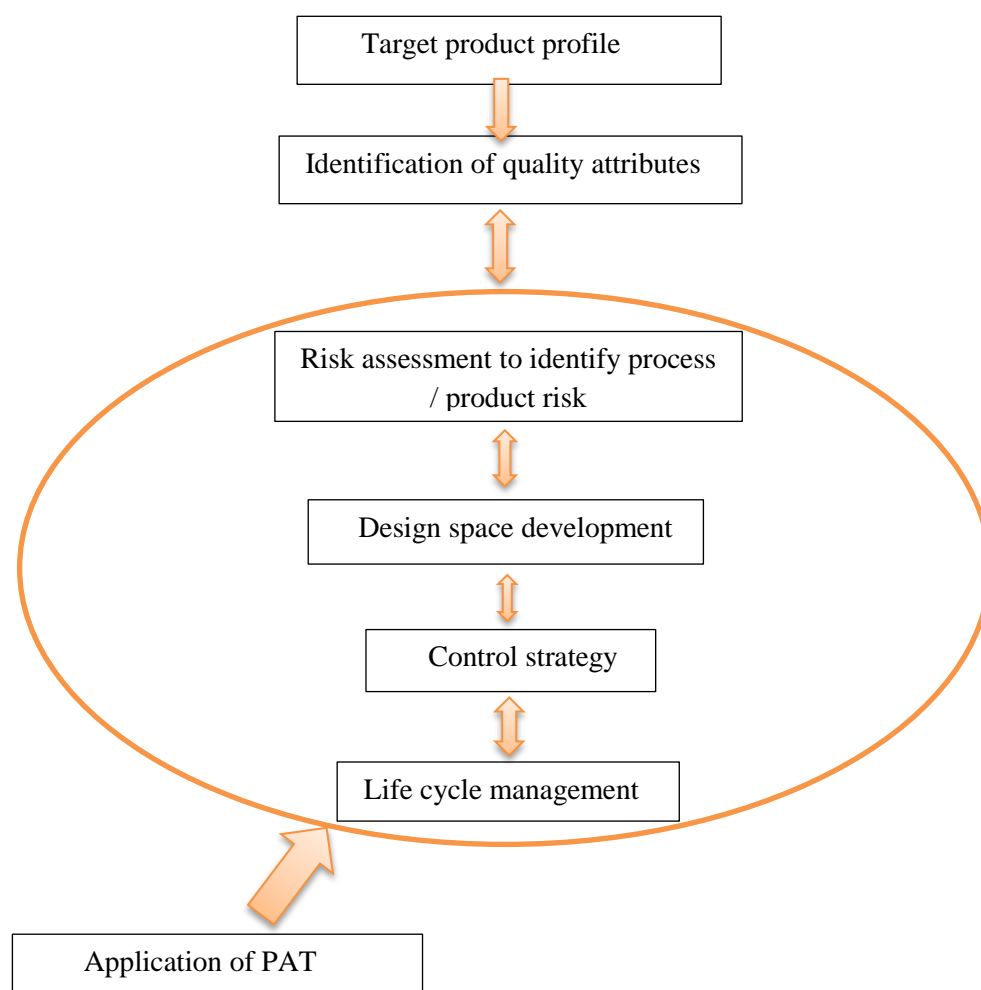 Target product profile
Identification of quality attributes
Risk assessment to identify process
/ product risk
Design space development
Control strategy
Life cycle management
Application of PAT